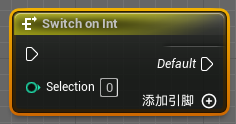 Switch on Int
Default
Selection 0
添加引脚